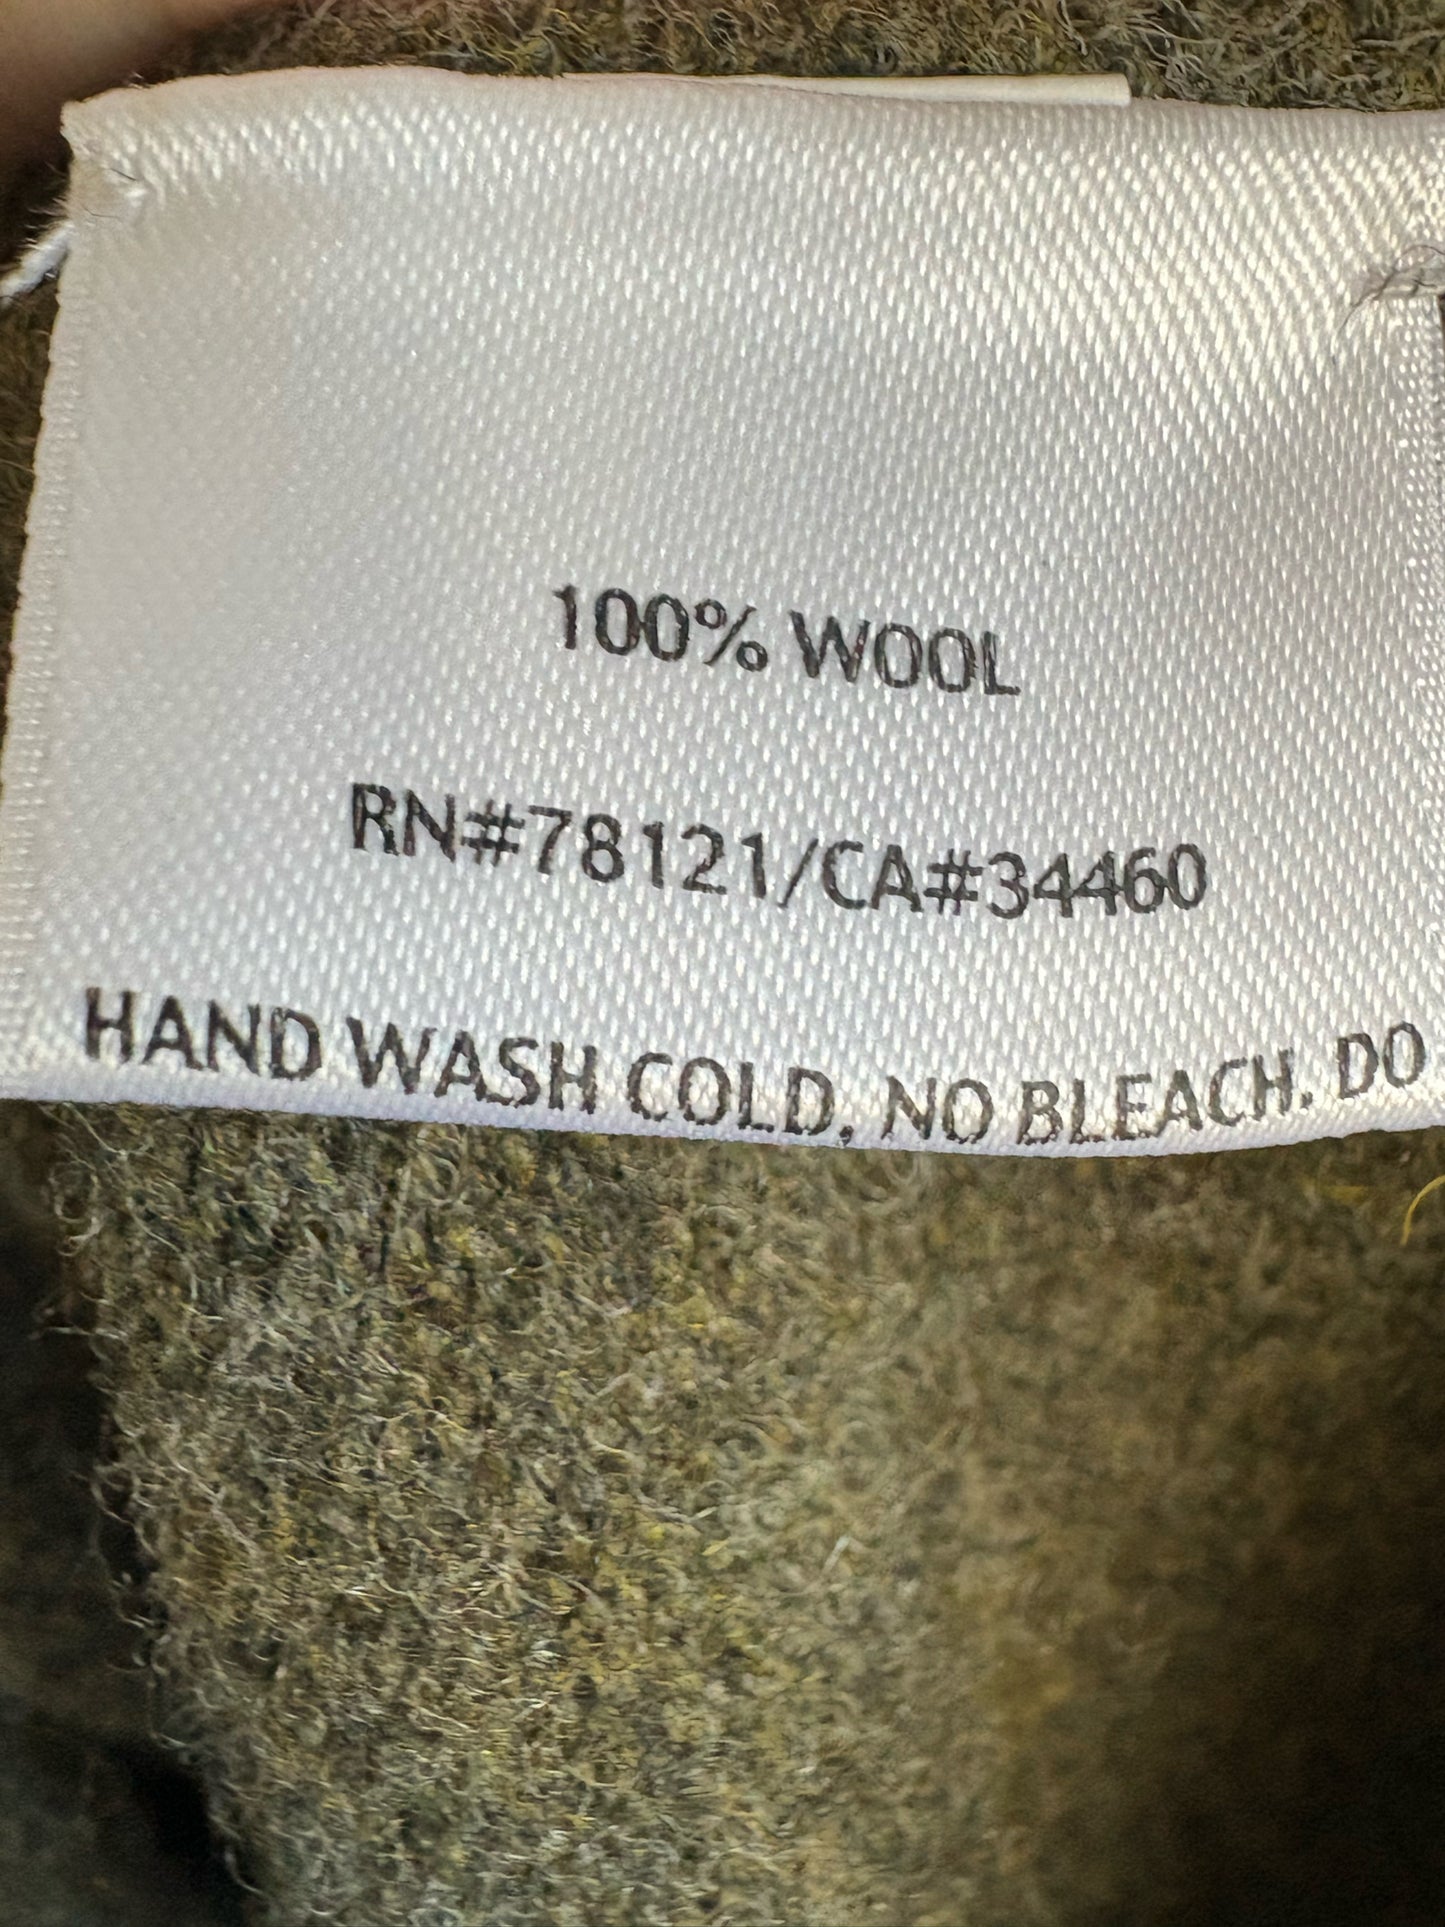 100% WOOL
RN#78121/CA#34460
HAND WASH COLD. NO BLEACH. DO